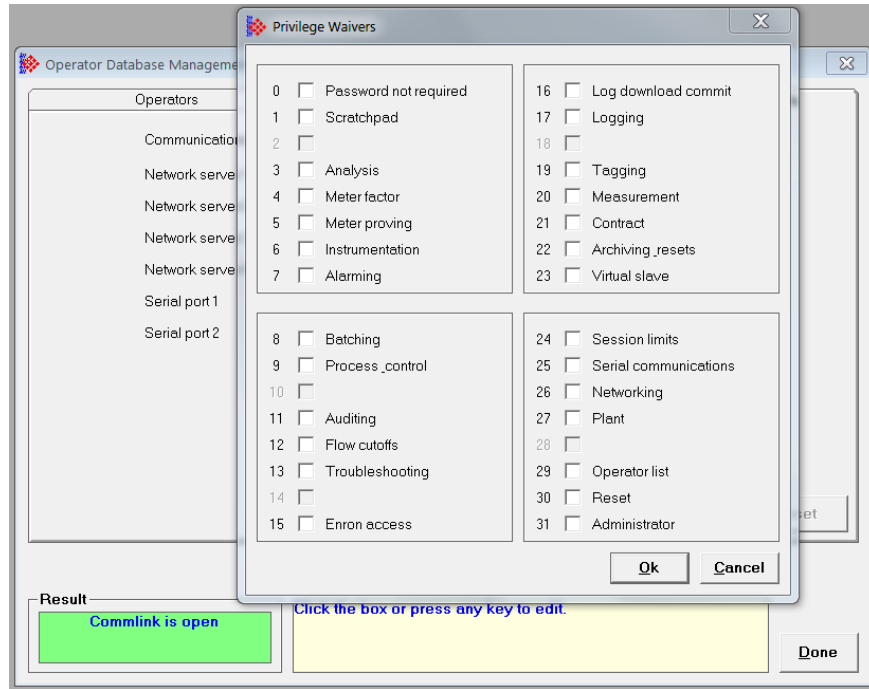 Privilege Waivers
Operator Database Manageme
Operators
Communication
Network serve
Network serve
Network serve
Network serve
Serial port 1
Serial port 2
0 Password not required
1 Scratchpad
2
3 Analysis
4 Meter factor
5 Meter proving
6 Instrumentation
7 Alarming
16 Log download commit
17 Logging
18
19 Tagging
20 Measurement
21 Contract
22 Archiving_resets
23 Virtual slave
8 Batching
9 Process_control
10
11 Auditing
12 Flow cutoffs
13 Troubleshooting
14
15 Enron access
24 Session limits
25 Serial communications
26 Networking
27 Plant
28
29 Operator list
30 Reset
31 Administrator
set
Ok Cancel
Result
Commlink is open
Click the box or press any key to edit.
Done